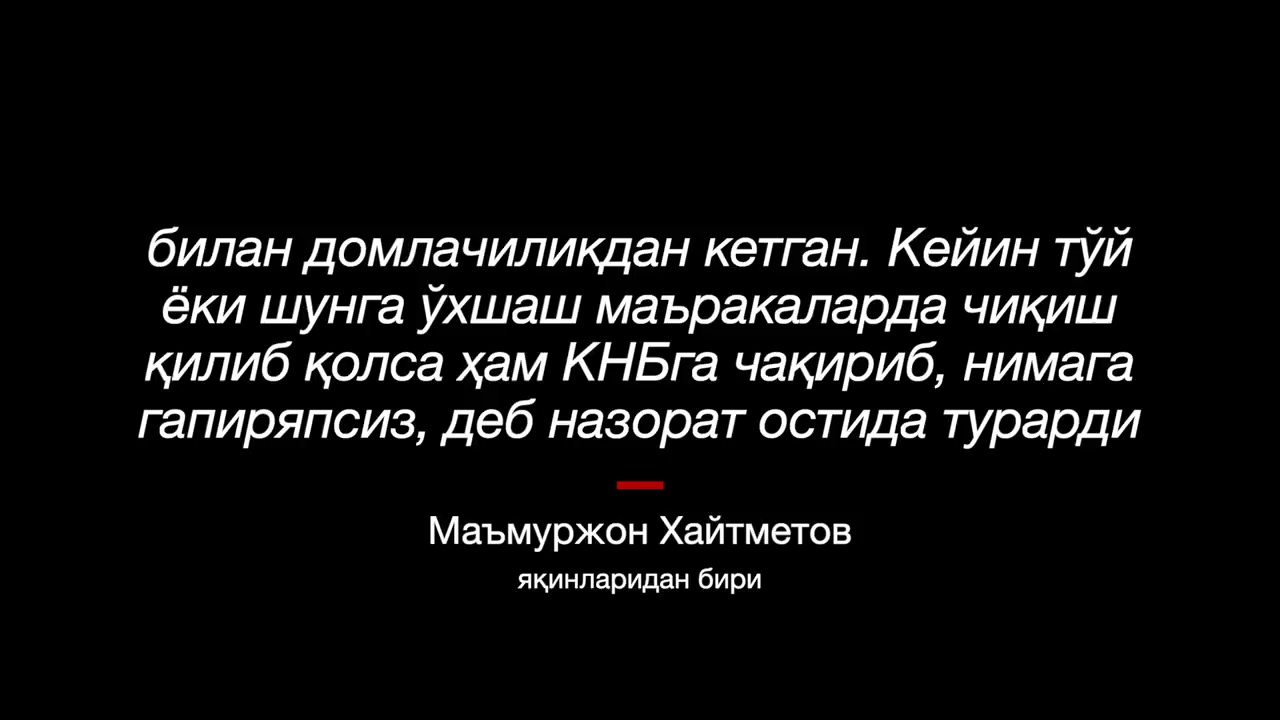 билан домлачиликдан кетган. Кейин тўй
ёки шунга ўхшаш маъракаларда чиқиш
қилиб қолса ҳам КНБга чақириб, нимага
гапиряпсиз, деб назорат остида турарди
Маъмуржон Хайтметов
яқинларидан бири